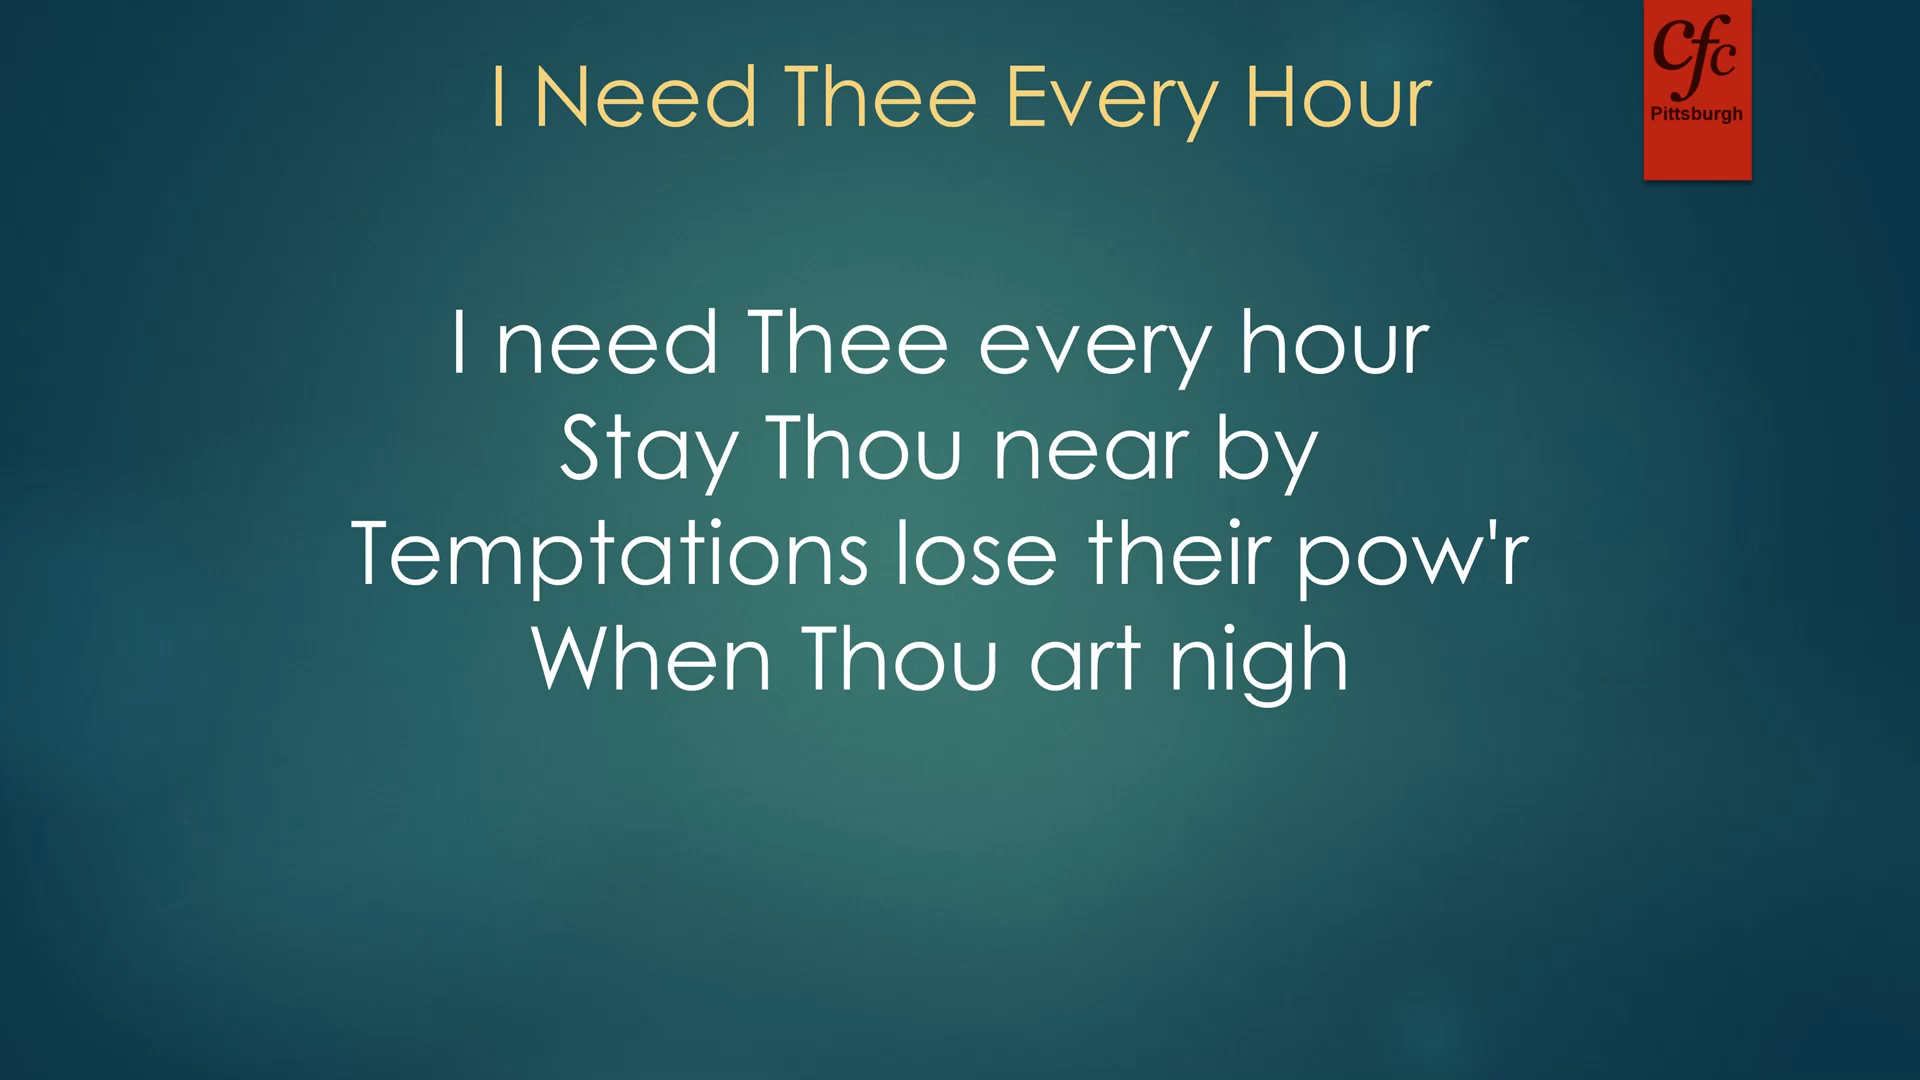 I Need Thee Every Hour
cfc
Pittsburgh
I need Thee every hour
Stay Thou near by
Temptations lose their pow'r
When Thou art nigh